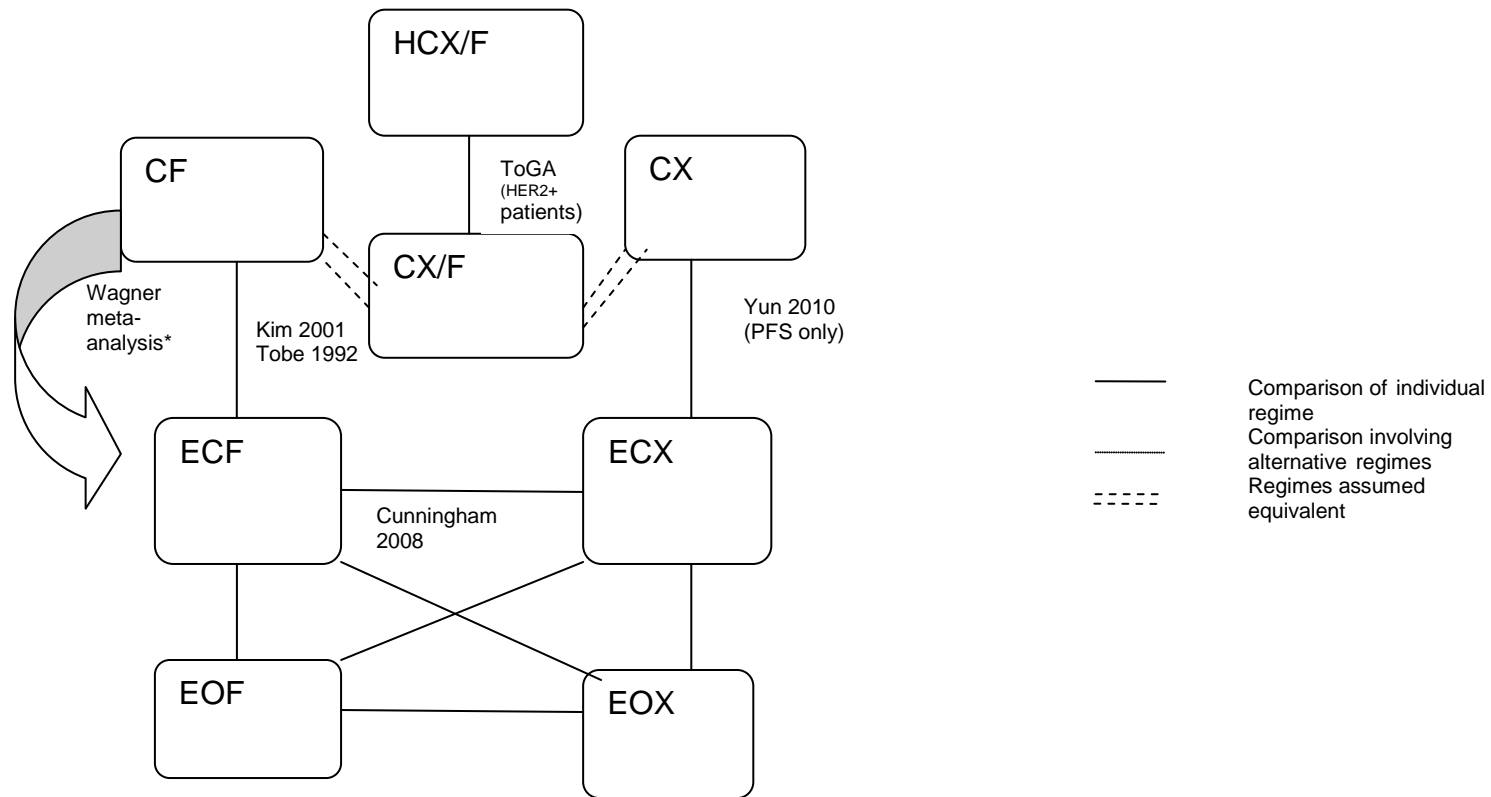 HCX/F
CF
ToGA
(HER2+
patients)
CX
CX/F
Wagner
meta-
analysis*
Kim 2001
Tobe 1992
Yun 2010
(PFS only)
ECF
ECX
Cunningham
2008
EOF
EOX
Comparison of individual
regime
Comparison involving
alternative regimes
Regimes assumed
equivalent